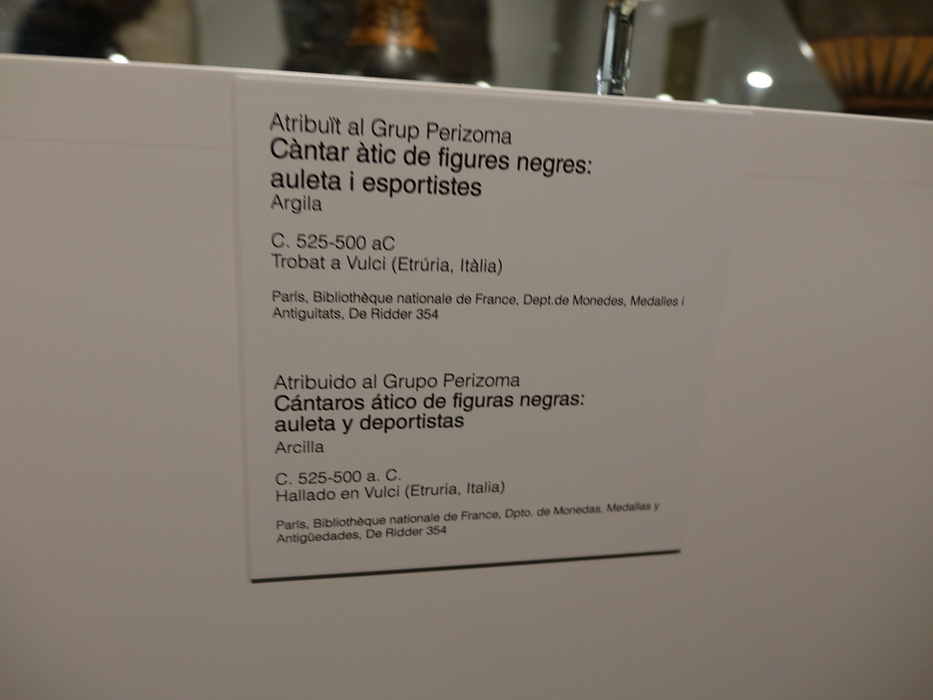 Atribuït al Grup Perizoma
Càntar àtic de figures negres:
auleta i esportistes
Argila
C. 525-500 aC
Trobat a Vulci (Etrúria, Itàlia)
París, Bibliothèque nationale de France, Dept.de Monedes, Medalles i
Antiguitats, De Ridder 354
Atribuido al Grupo Perizoma
Cántaros ático de figuras negras:
auleta y deportistas
Arcilla
C. 525-500 a. C.
Hallado en Vulci (Etruria, Italia)
París, Bibliothèque nationale de France, Dpto. de Monedas, Medallas y
Antigüedades, De Ridder 354